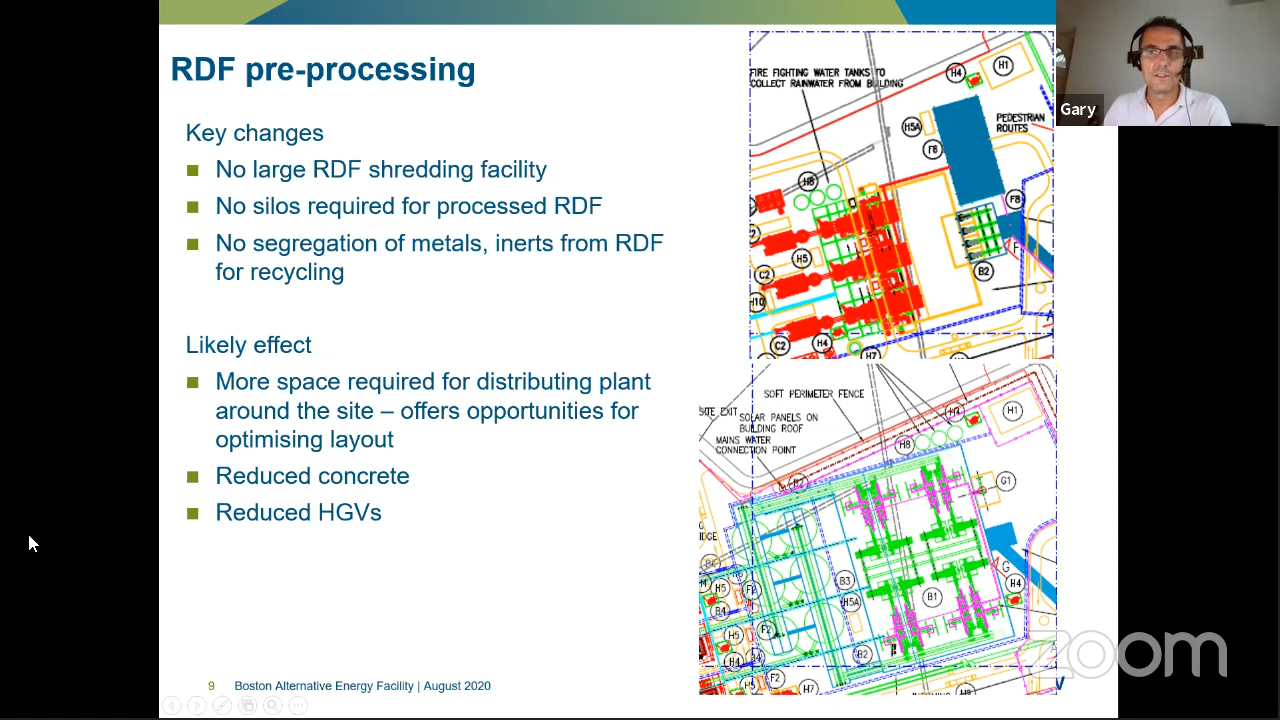 RDF pre-processing
Key changes
No large RDF shredding facility
No silos required for processed RDF
No segregation of metals, inerts from RDF
for recycling
Likely effect
More space required for distributing plant
around the site – offers opportunities for
optimising layout
Reduced concrete
Reduced HGVs
9 Boston Alternative Energy Facility | August 2020
FIRE FIGHTING WATER TANKS TO
COLLECT RAINWATER FROM BUILDING
H4
H1
H5A
PEDESTRIAN
ROUTES
F6
F8
H5
C2
H10
B2
C2
H4
H7
SOFT PERIMETER FENCE
SITE EXIT
SOLAR PANELS ON
BUILDING ROOF
MAINS WATER
CONNECTION POINT
H1
H8
G1
G
B3
H5
H5A
B1
H4
B4
F2
H5
B2
H4
F2
H7
Gary
zoom